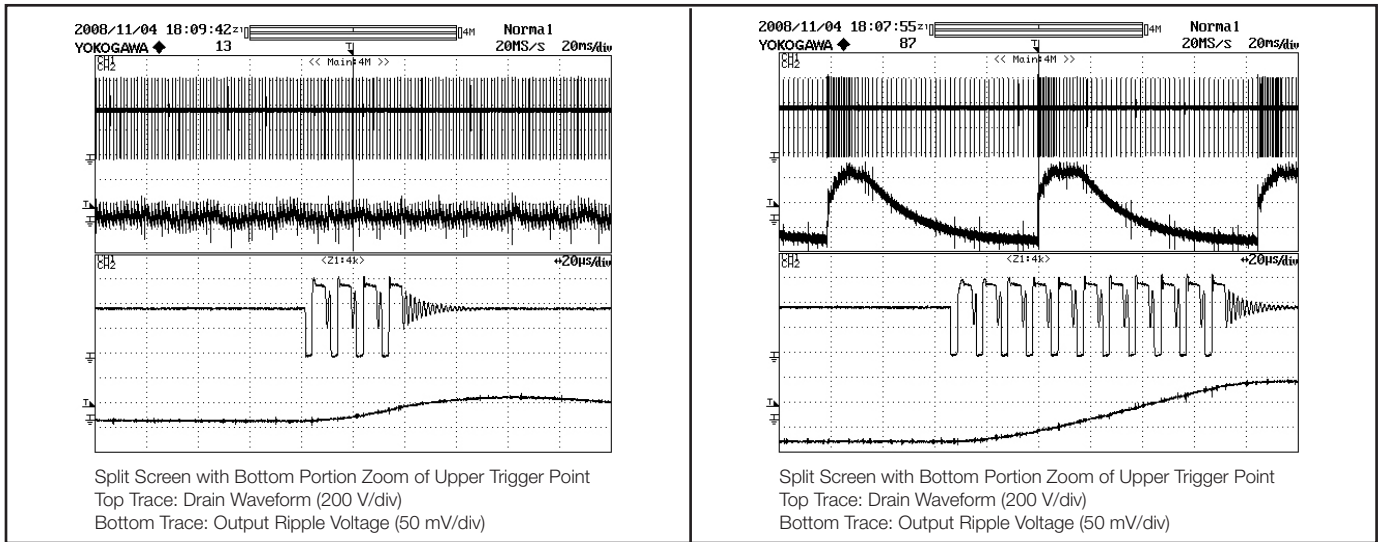 2008/11/04 18:09:42 Z1 4M Normal
YOKOGAWA ◆ 13 T 20MS/s 20ms/div
CH1 << Main:4M >>
CH2
T
T
CH1 <Z1:4k> ↔20µs/div
CH2
T
T
Split Screen with Bottom Portion Zoom of Upper Trigger Point
Top Trace: Drain Waveform (200 V/div)
Bottom Trace: Output Ripple Voltage (50 mV/div)
2008/11/04 18:07:55 Z1 4M Normal
YOKOGAWA ◆ 87 T 20MS/s 20ms/div
CH1 << Main:4M >>
CH2
T
T
CH1 <Z1:4k> ↔20µs/div
CH2
T
T
Split Screen with Bottom Portion Zoom of Upper Trigger Point
Top Trace: Drain Waveform (200 V/div)
Bottom Trace: Output Ripple Voltage (50 mV/div)